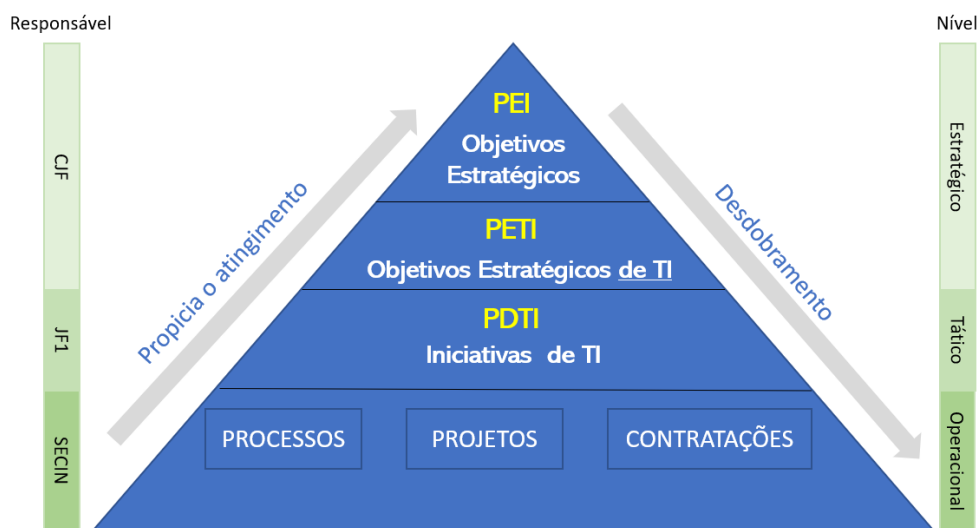 Responsável
Nível
PEI
Objetivos
Estratégicos
PETI
Objetivos Estratégicos de TI
PDTI
Iniciativas de TI
PROCESSOS
PROJETOS
CONTRATAÇÕES
CJF
JF1
SECIN
Propicia o atingimento
Desdobramento
Estratégico
Tático
Operacional